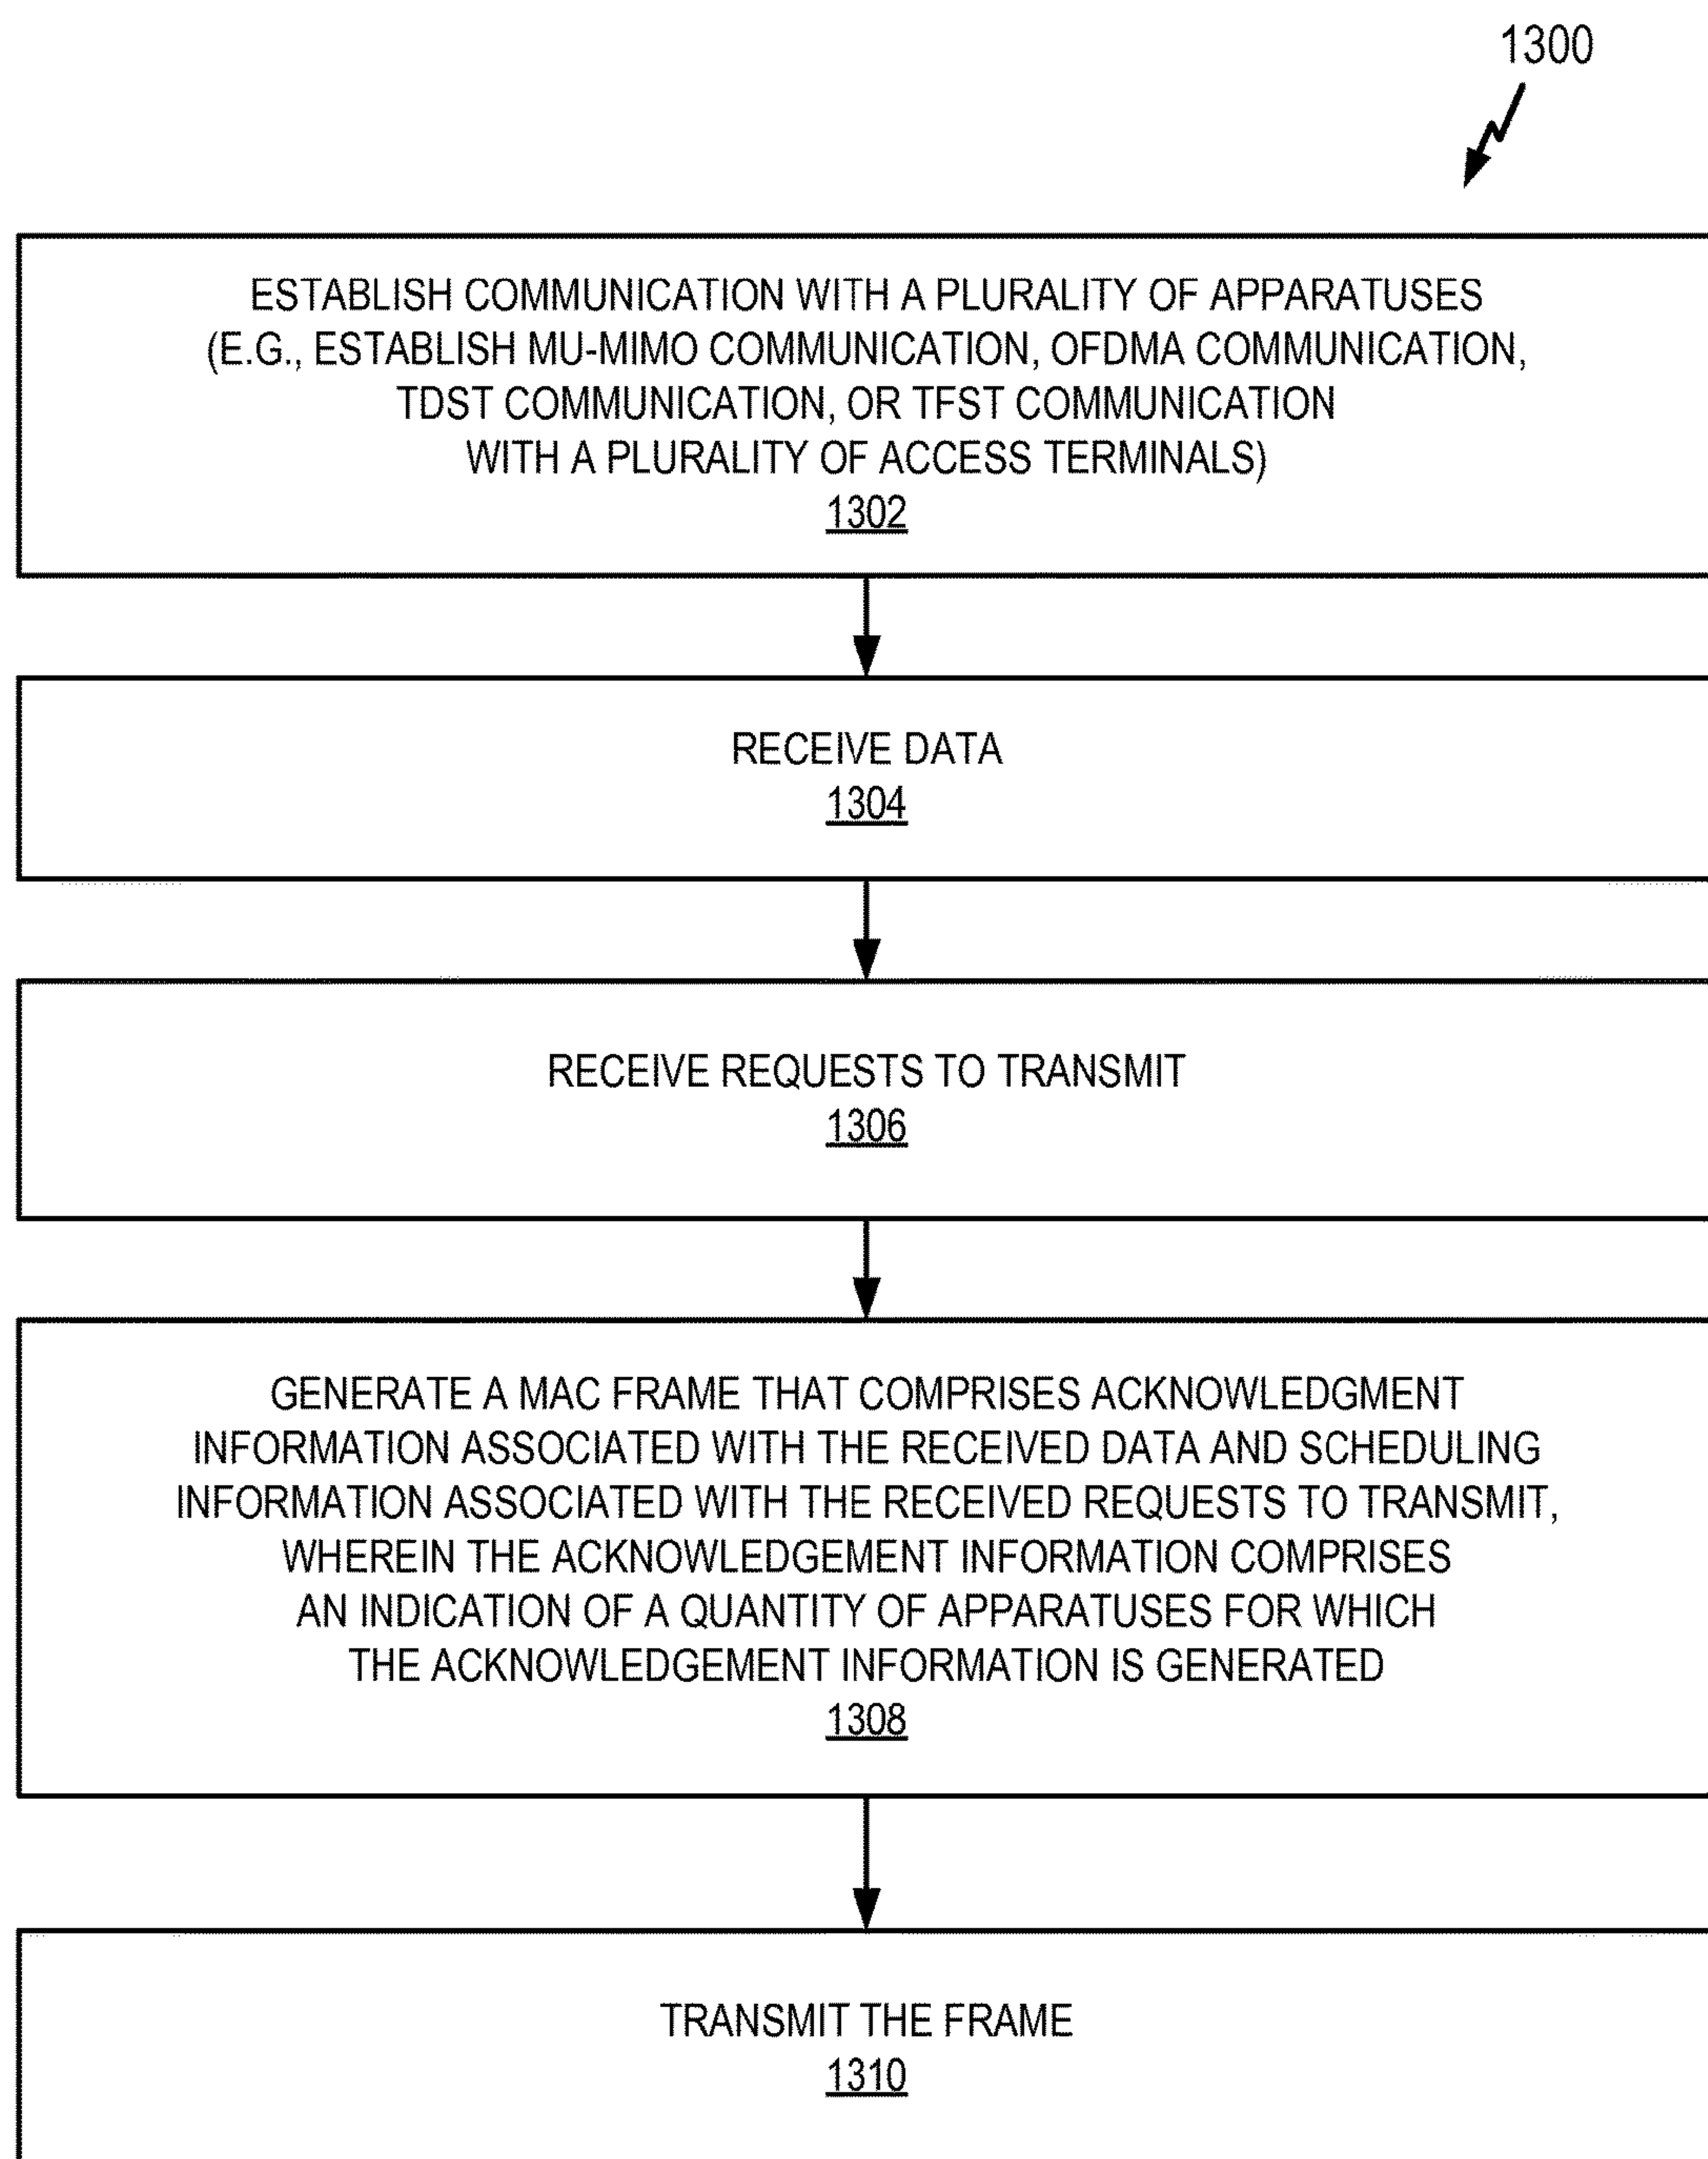 1300
ESTABLISH COMMUNICATION WITH A PLURALITY OF APPARATUSES
(E.G., ESTABLISH MU-MIMO COMMUNICATION, OFDMA COMMUNICATION,
TDST COMMUNICATION, OR TFST COMMUNICATION
WITH A PLURALITY OF ACCESS TERMINALS)
1302
RECEIVE DATA
1304
RECEIVE REQUESTS TO TRANSMIT
1306
GENERATE A MAC FRAME THAT COMPRISES ACKNOWLEDGMENT
INFORMATION ASSOCIATED WITH THE RECEIVED DATA AND SCHEDULING
INFORMATION ASSOCIATED WITH THE RECEIVED REQUESTS TO TRANSMIT,
WHEREIN THE ACKNOWLEDGEMENT INFORMATION COMPRISES
AN INDICATION OF A QUANTITY OF APPARATUSES FOR WHICH
THE ACKNOWLEDGEMENT INFORMATION IS GENERATED
1308
TRANSMIT THE FRAME
1310